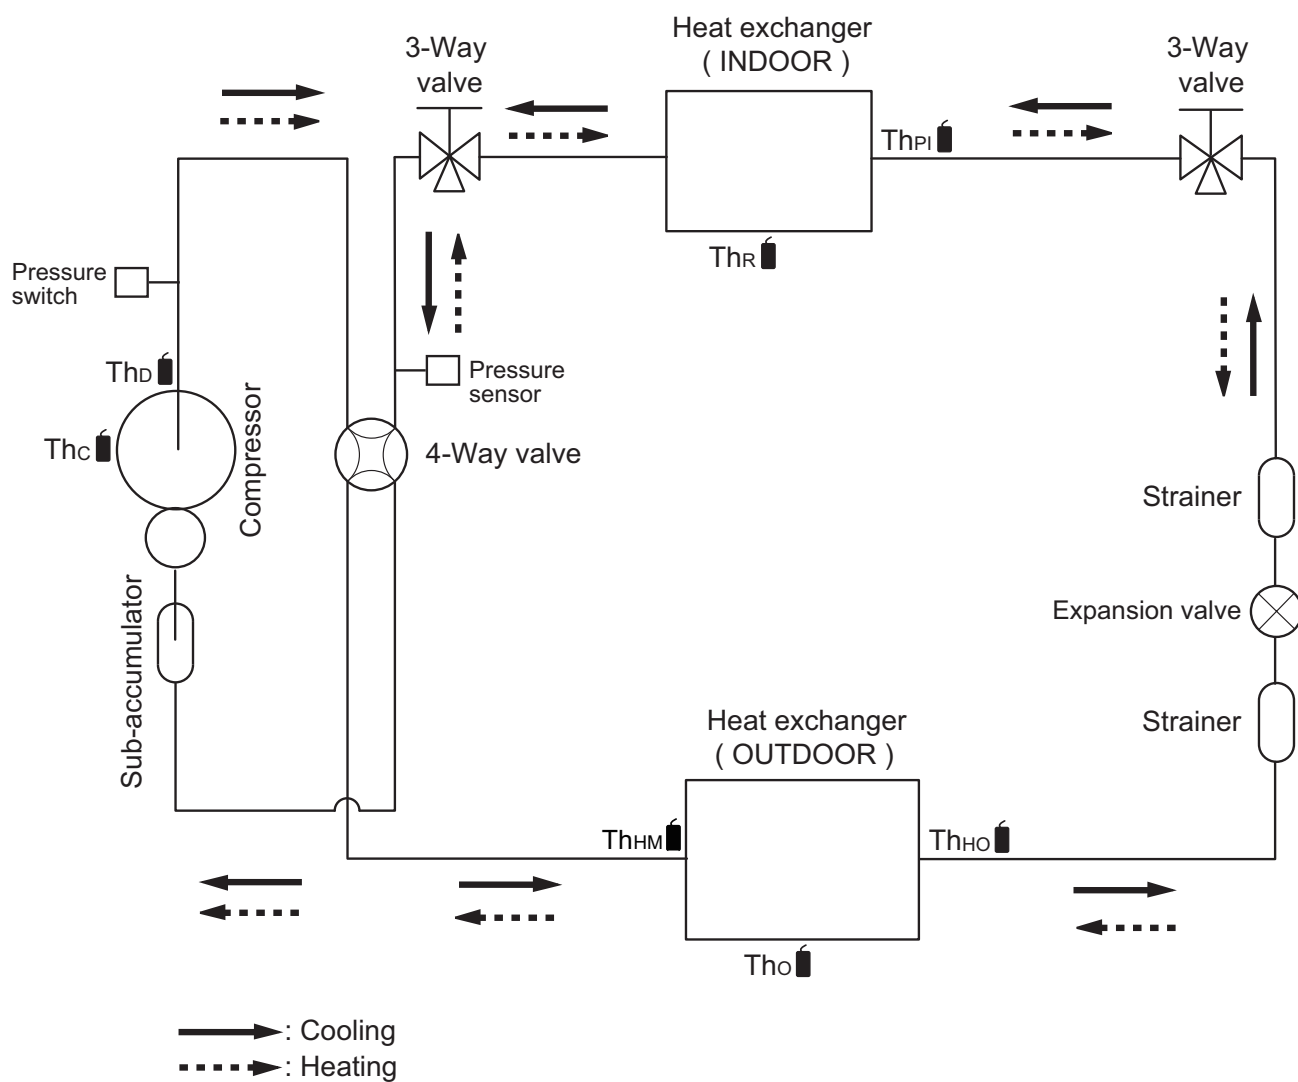 Heat exchanger
( INDOOR )
3-Way
valve
3-Way
valve
ThPI
ThR
Pressure
switch
ThD
Pressure
sensor
ThC
Compressor
4-Way valve
Strainer
Expansion valve
Sub-accumulator
Strainer
Heat exchanger
( OUTDOOR )
ThHM
ThHO
ThO
: Cooling
: Heating